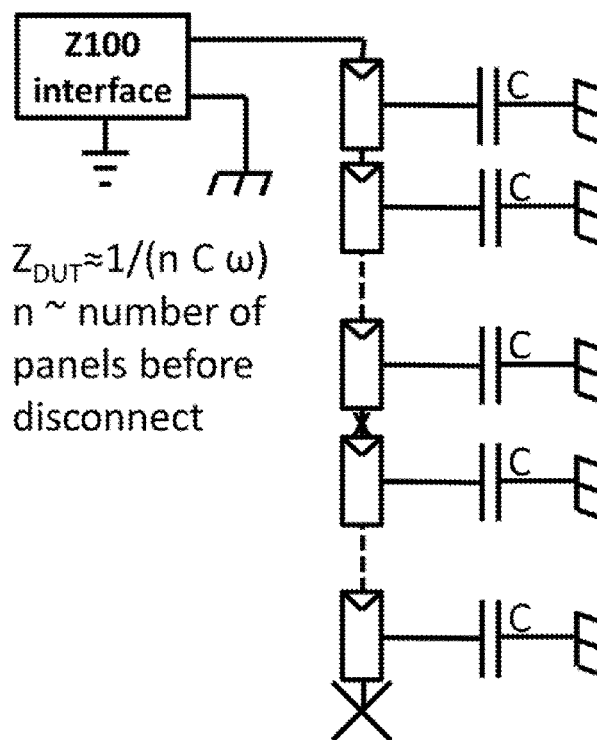 Z100
interface
C
C
Z_DUT≈1/(n C ω)
n ~ number of
panels before
disconnect
C
C
C